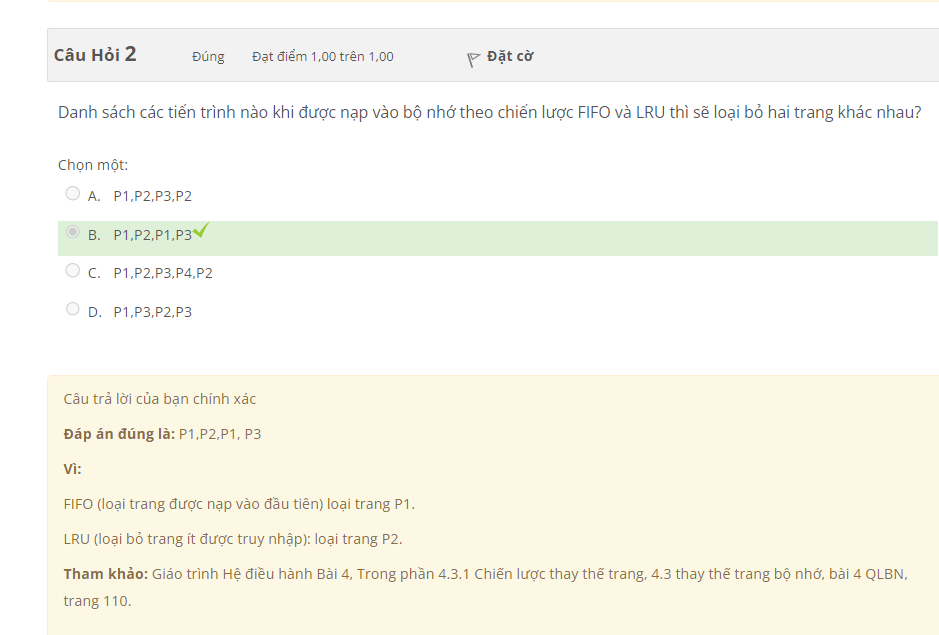 Câu Hỏi 2 Đúng Đạt điểm 1,00 trên 1,00 Đặt cờ
Danh sách các tiến trình nào khi được nạp vào bộ nhớ theo chiến lược FIFO và LRU thì sẽ loại bỏ hai trang khác nhau?
Chọn một:
A. P1,P2,P3,P2
B. P1,P2,P1,P3
C. P1,P2,P3,P4,P2
D. P1,P3,P2,P3
Câu trả lời của bạn chính xác
Đáp án đúng là: P1,P2,P1, P3
Vì:
FIFO (loại trang được nạp vào đầu tiên) loại trang P1.
LRU (loại bỏ trang ít được truy nhập): loại trang P2.
Tham khảo: Giáo trình Hệ điều hành Bài 4, Trong phần 4.3.1 Chiến lược thay thế trang, 4.3 thay thế trang bộ nhớ, bài 4 QLBN,
trang 110.